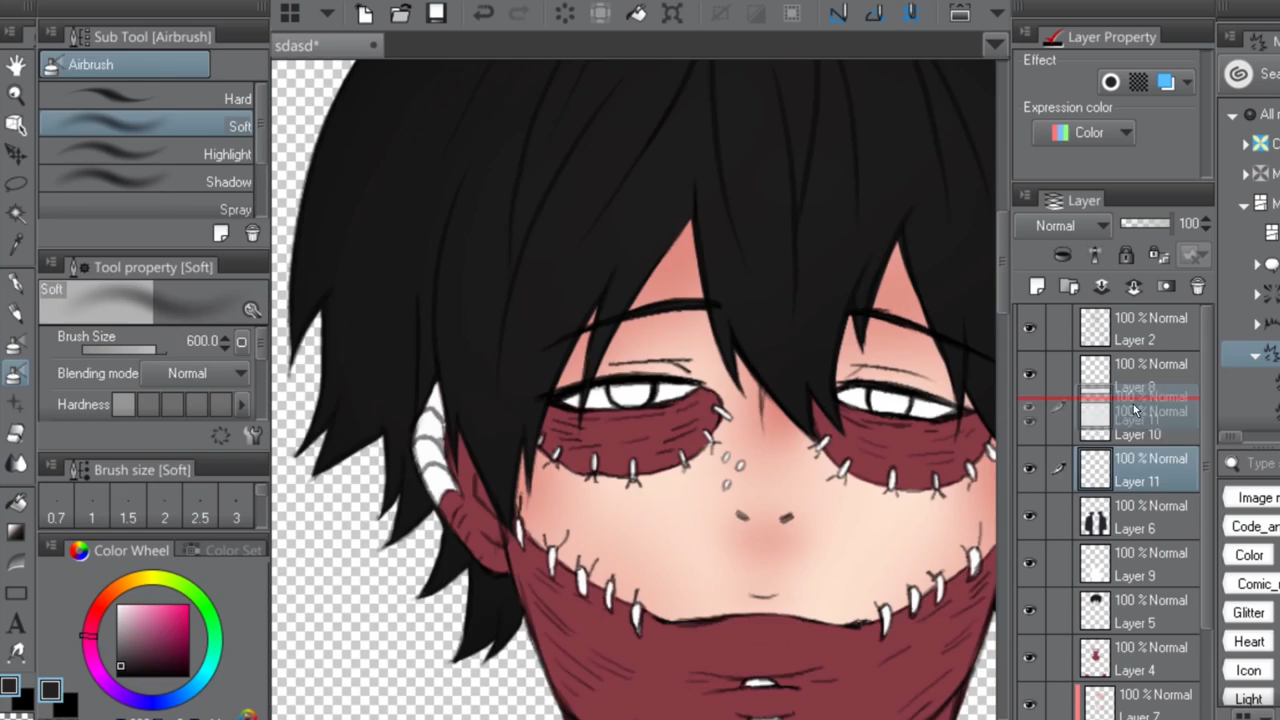 Sub Tool [Airbrush]
Airbrush
Hard
Soft
Highlight
Shadow
Spray
Tool property [Soft]
Soft
Brush Size 600.0
Blending mode Normal
Hardness
Brush size [Soft]
0.7 1 1.5 2 2.5 3
Color Wheel Color Set
sdasd*
Layer Property
Effect
Expression color
Color
Layer
Normal 100
100 % Normal
Layer 2
100 % Normal
Layer 8
100 % Normal
Layer 11
Layer 10
100 % Normal
Layer 11
100 % Normal
Layer 6
100 % Normal
Layer 9
100 % Normal
Layer 5
100 % Normal
Layer 4
100 % Normal
Layer 7
M
Sea
All
C
M
M
Type
Image
Code_
Color
Comic_
Glitter
Heart
Icon
Light